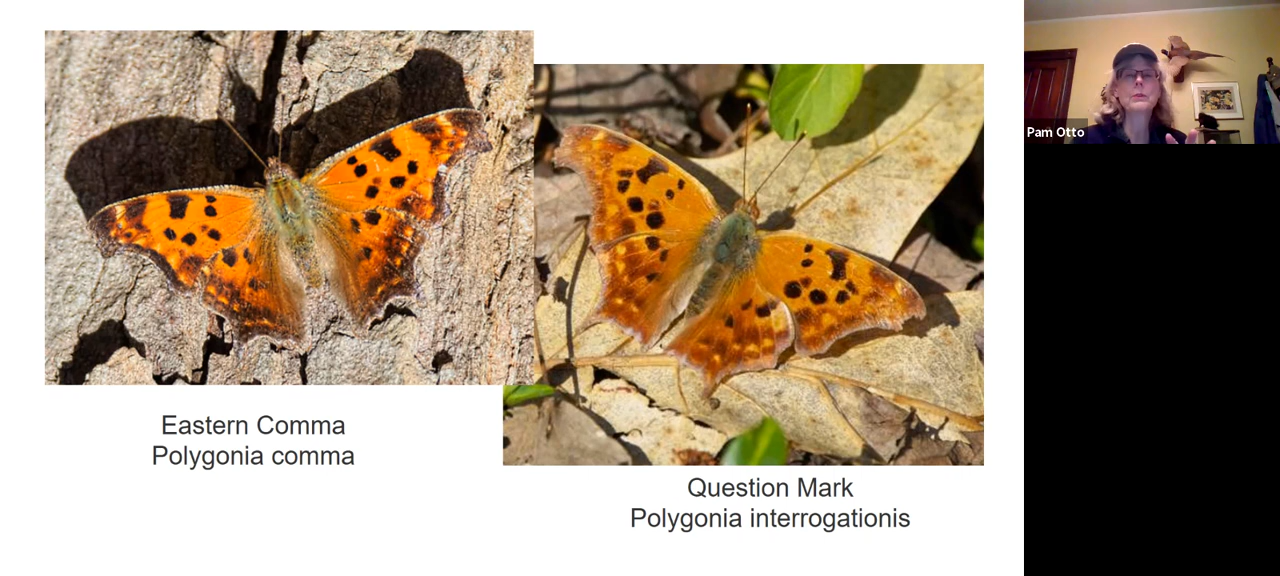 Eastern Comma
Polygonia comma
Question Mark
Polygonia interrogationis
Pam Otto